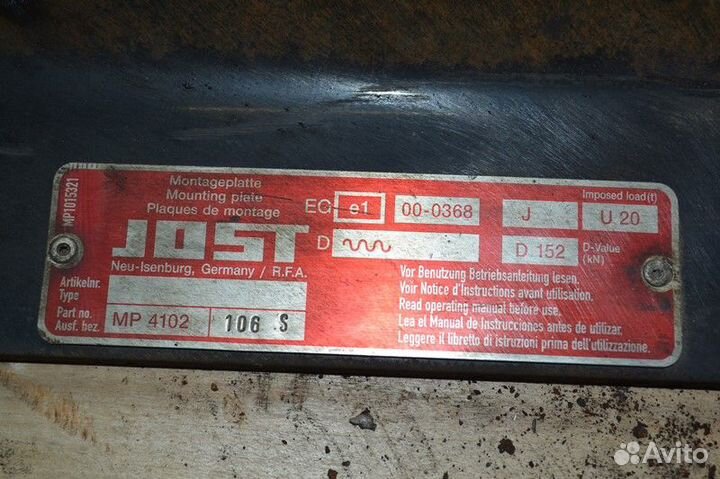 MP1015321
Montageplatte
Mounting plate
Plaques de montage
JOST
Neu-Isenburg, Germany / R.F.A.
EC e1 00-0368 J
Imposed load(t)
U 20
D
D 152 D-Value
(kN)
Artikelnr.
Type
Part no.
Ausf. bez.
MP 4102 106 S
Vor Benutzung Betriebsanleitung lesen.
Voir Notice d'Instructions avant utilisation.
Read operating manual before use.
Lea el Manual de Instrucciones antes de utilizar.
Leggere il libretto di istruzioni prima dell'utilizzazione.
Avito